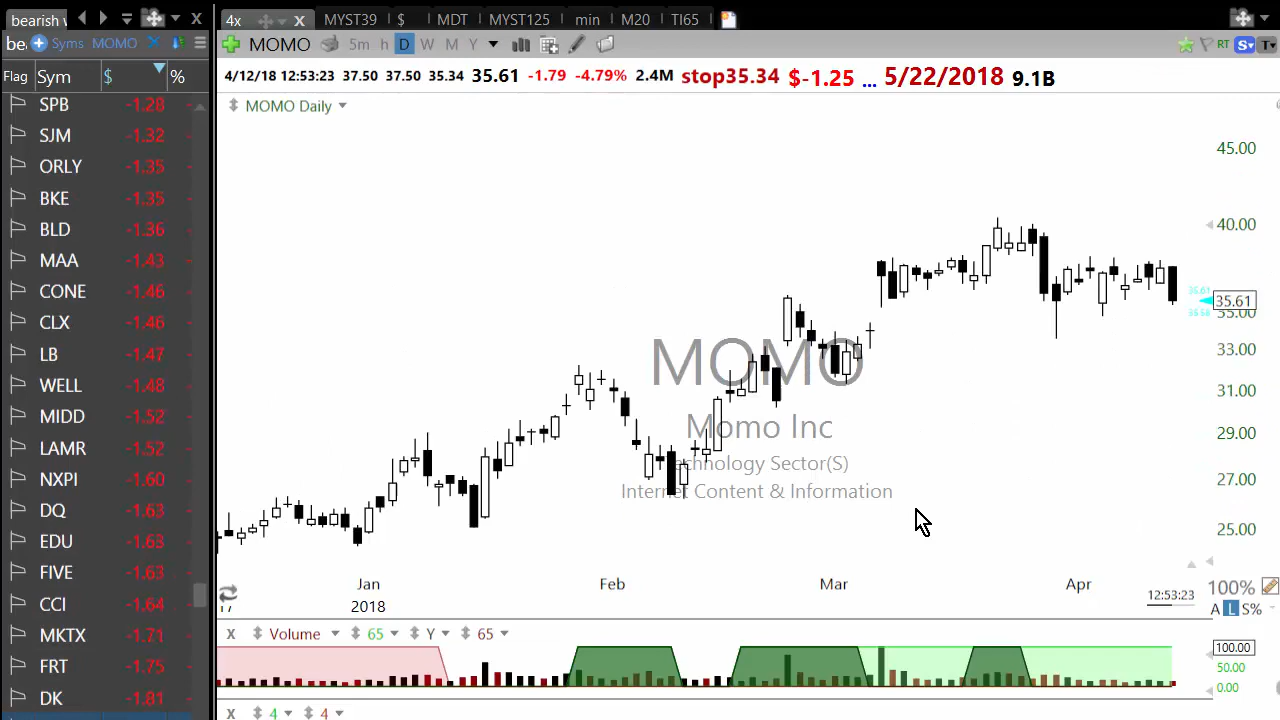 bearish w
4x MYST39 $ MDT MYST125 min M20 TI65
Syms MOMO
MOMO 5m h D W M Y RT S T
Flag Sym $ %
4/12/18 12:53:23 37.50 37.50 35.34 35.61 -1.79 -4.79% 2.4M stop35.34 $-1.25 ... 5/22/2018 9.1B
MOMO Daily
SPB -1.28
SJM -1.32
ORLY -1.35
BKE -1.35
BLD -1.36
MAA -1.43
CONE -1.46
CLX -1.47
LB -1.47
WELL -1.48
MIDD -1.52
LAMR -1.52
NXPI -1.60
DQ -1.63
EDU -1.63
FIVE -1.63
CCI -1.64
MKTX -1.71
FRT -1.75
DK -1.81
45.00
40.00
35.61
35.61
35.58
35.00
33.00
31.00
29.00
27.00
25.00
MOMO
Momo Inc
Technology Sector(S)
Internet Content & Information
Jan Feb Mar Apr
17 2018
12:53:23
100%
A L S%
X Volume 65 Y 65
100.00
50.00
0.00
X 4 4